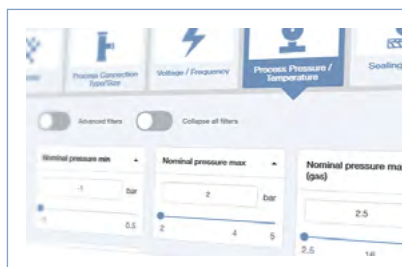 Process Connection
Type/Size
Voltage / Frequency
Process Pressure /
Temperature
Sealing
Advanced filters
Collapse all filters
Nominal pressure min
-1
bar
0.5
Nominal pressure max
2
bar
2
4
5
Nominal pressure ma
(gas)
2.5
2.5
16